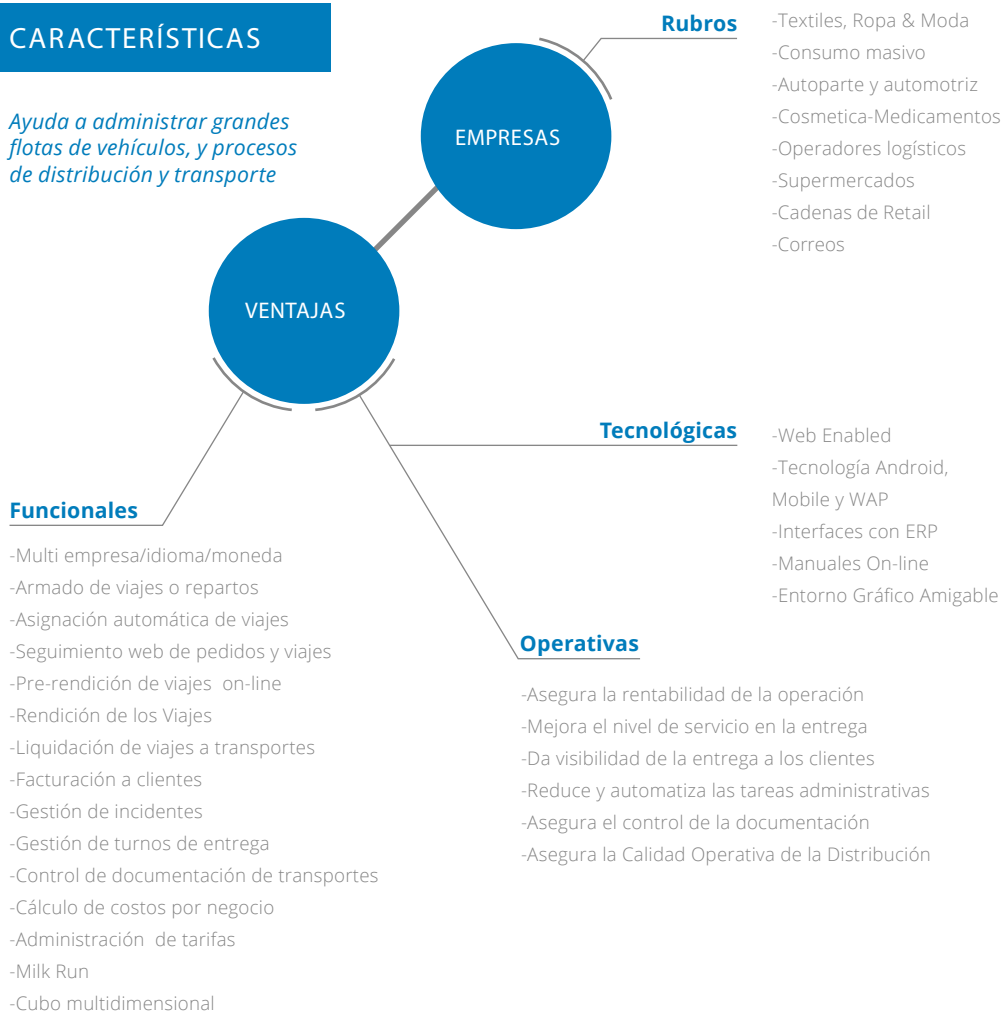 CARACTERÍSTICAS
Ayuda a administrar grandes
flotas de vehículos, y procesos
de distribución y transporte
EMPRESAS
Rubros
-Textiles, Ropa & Moda
-Consumo masivo
-Autoparte y automotriz
-Cosmetica-Medicamentos
-Operadores logísticos
-Supermercados
-Cadenas de Retail
-Correos
VENTAJAS
Tecnológicas
-Web Enabled
-Tecnología Android,
Mobile y WAP
-Interfaces con ERP
-Manuales On-line
-Entorno Gráfico Amigable
Funcionales
-Multi empresa/idioma/moneda
-Armado de viajes o repartos
-Asignación automática de viajes
-Seguimiento web de pedidos y viajes
-Pre-rendición de viajes  on-line
-Rendición de los Viajes
-Liquidación de viajes a transportes
-Facturación a clientes
-Gestión de incidentes
-Gestión de turnos de entrega
-Control de documentación de transportes
-Cálculo de costos por negocio
-Administración  de tarifas
-Milk Run
-Cubo multidimensional
Operativas
-Asegura la rentabilidad de la operación
-Mejora el nivel de servicio en la entrega
-Da visibilidad de la entrega a los clientes
-Reduce y automatiza las tareas administrativas
-Asegura el control de la documentación
-Asegura la Calidad Operativa de la Distribución